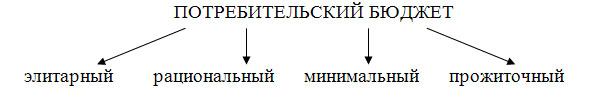 ПОТРЕБИТЕЛЬСКИЙ БЮДЖЕТ
элитарный рациональный минимальный прожиточный